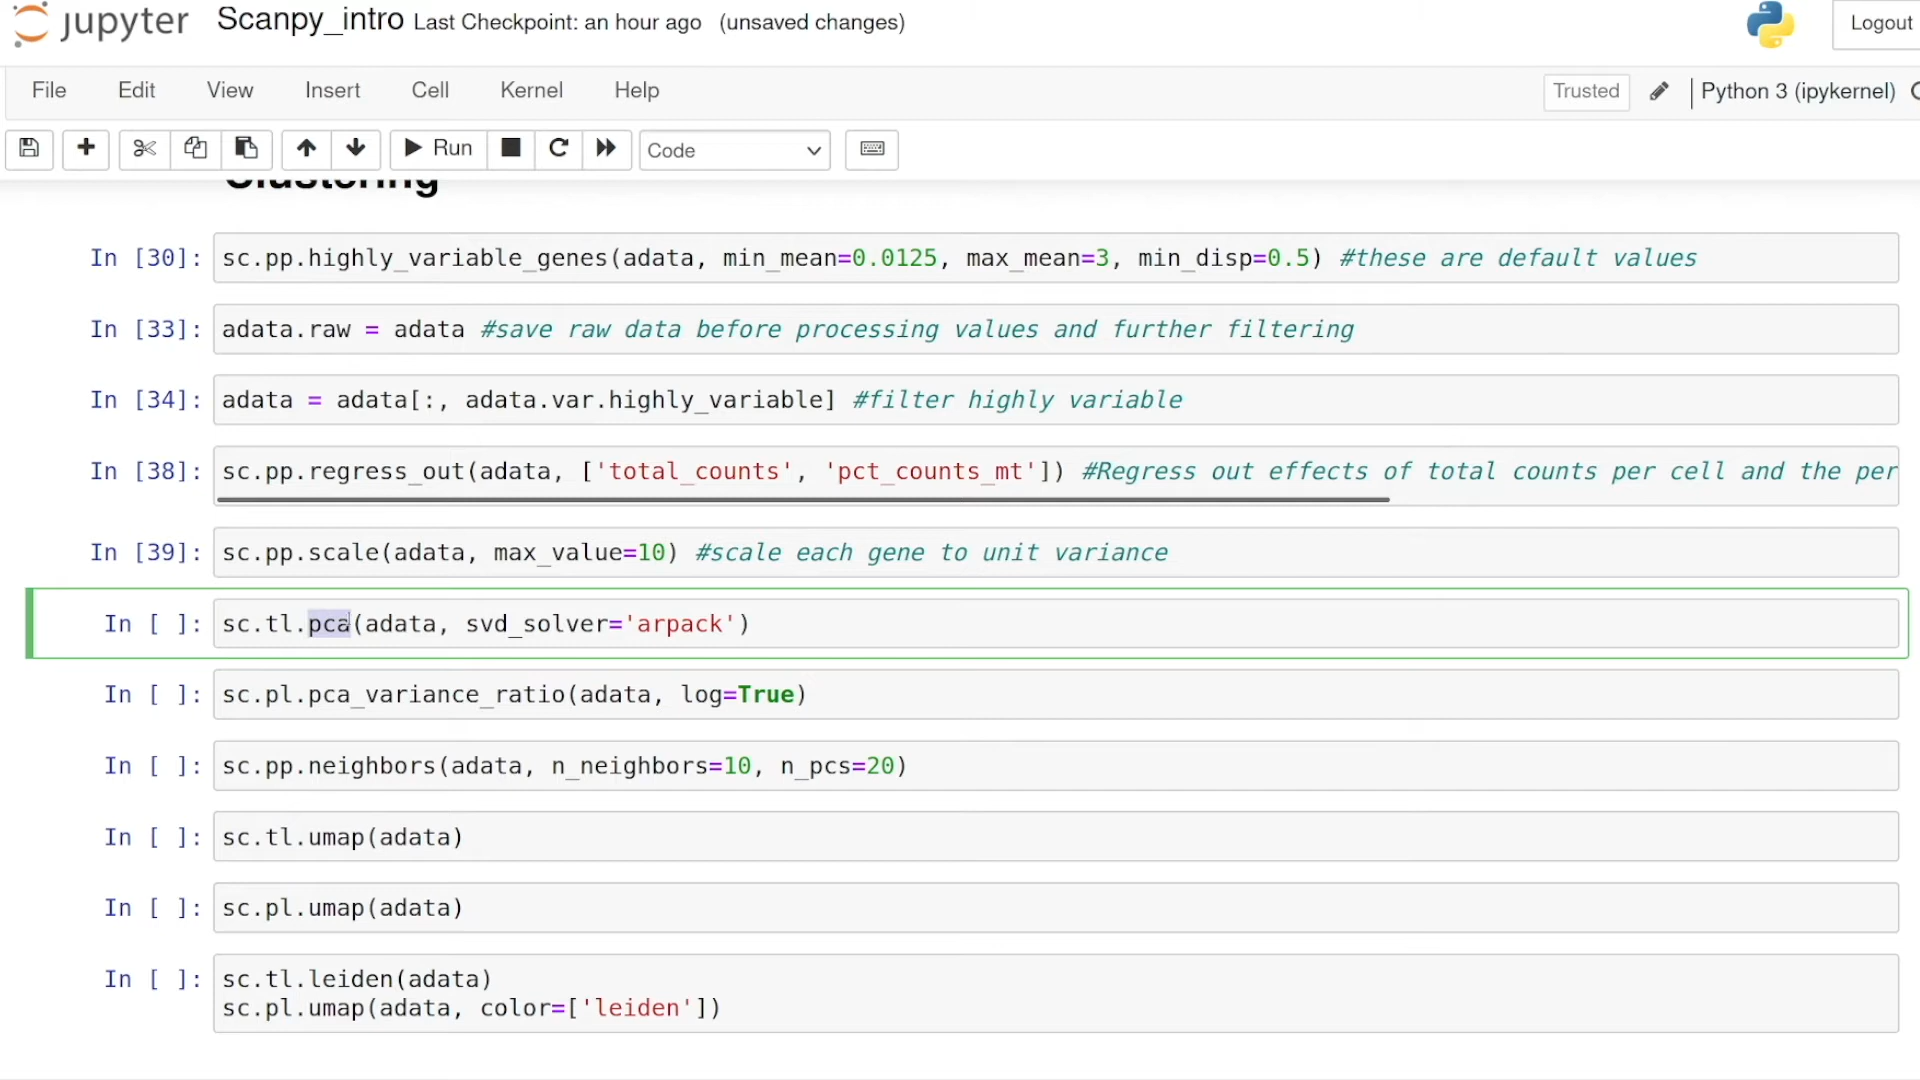 jupyter Scanpy_intro Last Checkpoint: an hour ago (unsaved changes) Logout
File Edit View Insert Cell Kernel Help Trusted Python 3 (ipykernel)
Run Code
Clustering
In [30]: sc.pp.highly_variable_genes(adata, min_mean=0.0125, max_mean=3, min_disp=0.5) #these are default values
In [33]: adata.raw = adata #save raw data before processing values and further filtering
In [34]: adata = adata[:, adata.var.highly_variable] #filter highly variable
In [38]: sc.pp.regress_out(adata, ['total_counts', 'pct_counts_mt']) #Regress out effects of total counts per cell and the per
In [39]: sc.pp.scale(adata, max_value=10) #scale each gene to unit variance
In [ ]: sc.tl.pca(adata, svd_solver='arpack')
In [ ]: sc.pl.pca_variance_ratio(adata, log=True)
In [ ]: sc.pp.neighbors(adata, n_neighbors=10, n_pcs=20)
In [ ]: sc.tl.umap(adata)
In [ ]: sc.pl.umap(adata)
In [ ]: sc.tl.leiden(adata)
sc.pl.umap(adata, color=['leiden'])